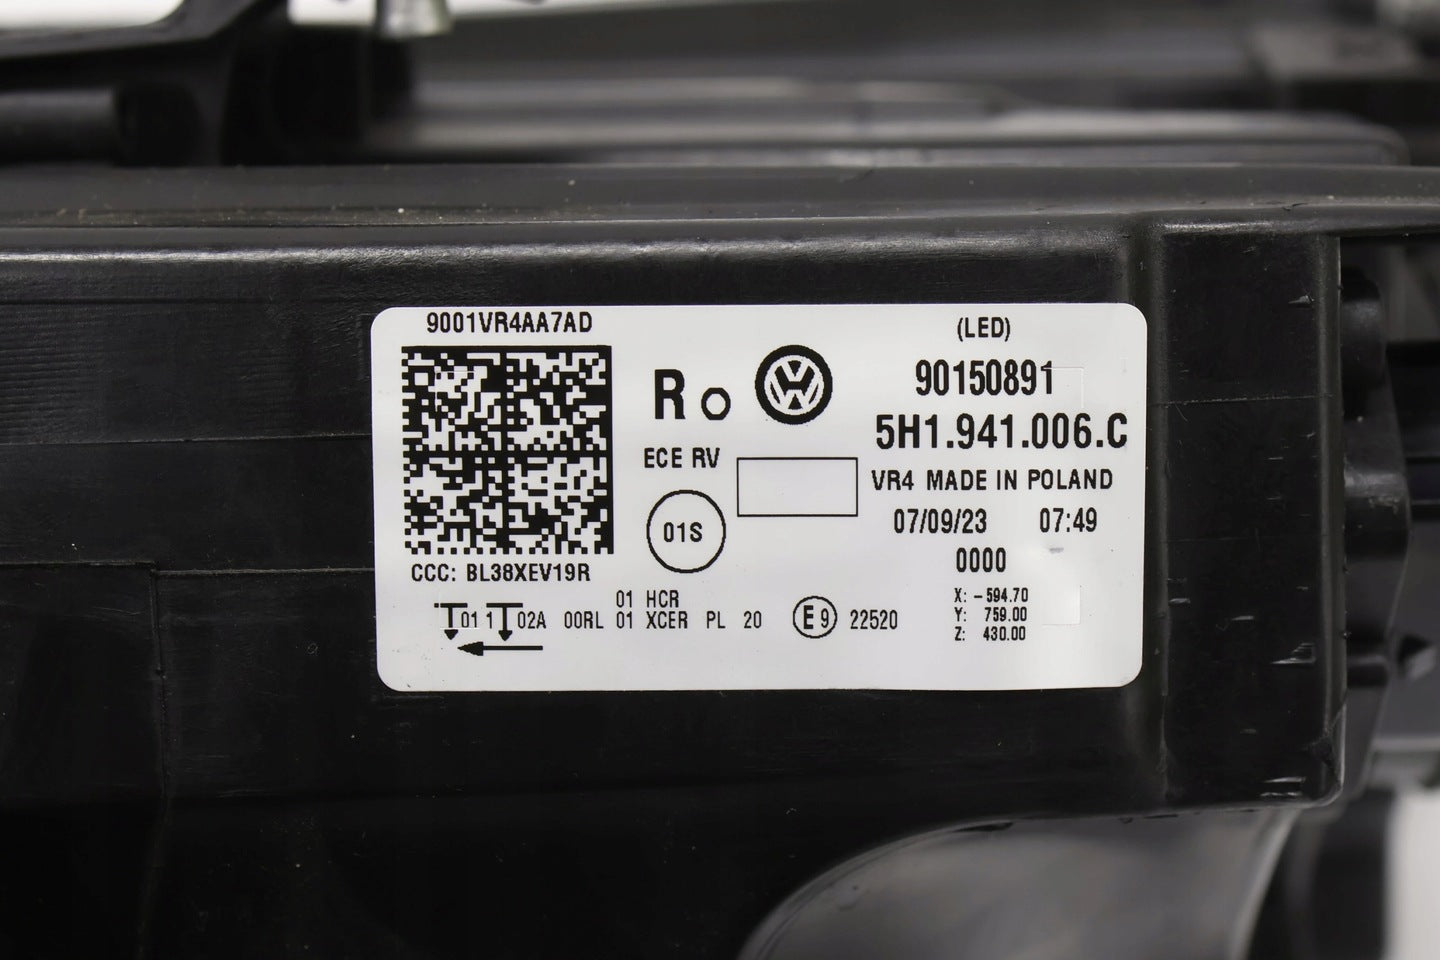 9001VR4AA7AD
CCC: BL38XEV19R
R
ECE RV
01S
(LED)
90150891
5H1.941.006.C
VR4 MADE IN POLAND
07/09/23 07:49
0000
X: -594.70
Y: 759.00
Z: 430.00
01 HCR
01 1 02A 00RL 01 XCER PL 20 E9 22520